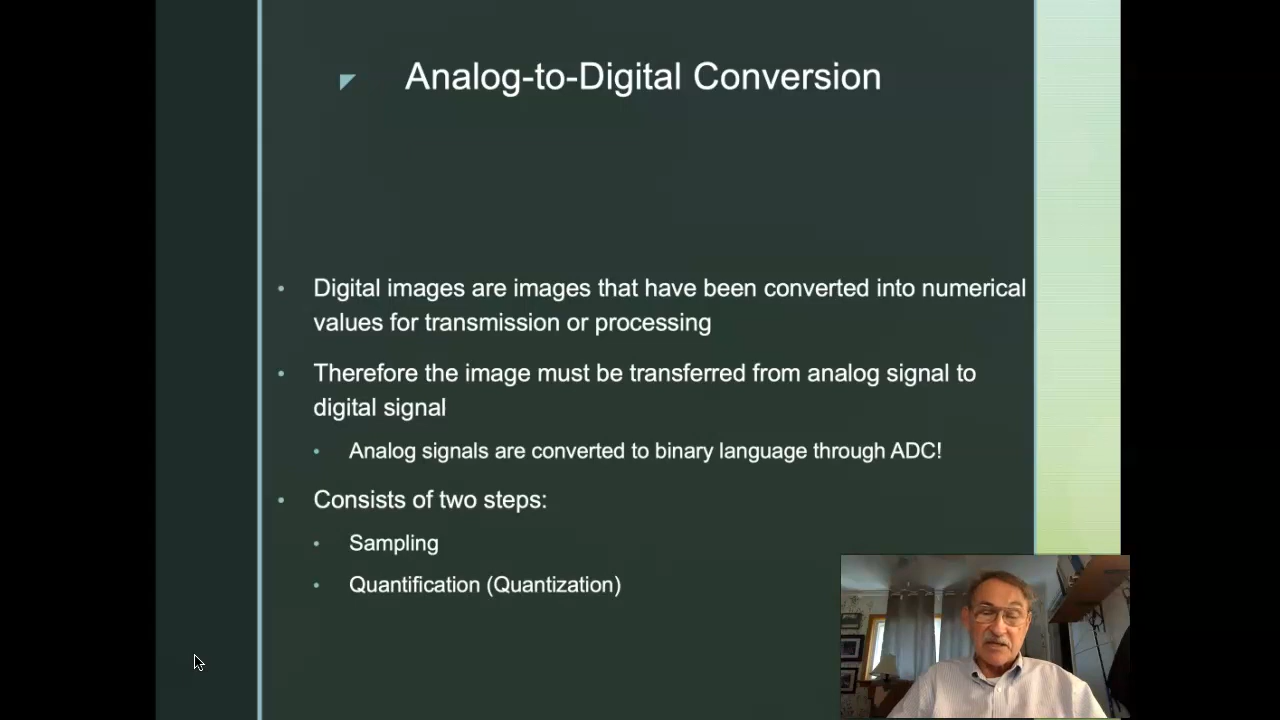 Analog-to-Digital Conversion
• Digital images are images that have been converted into numerical
values for transmission or processing
• Therefore the image must be transferred from analog signal to
digital signal
• Analog signals are converted to binary language through ADC!
• Consists of two steps:
• Sampling
• Quantification (Quantization)